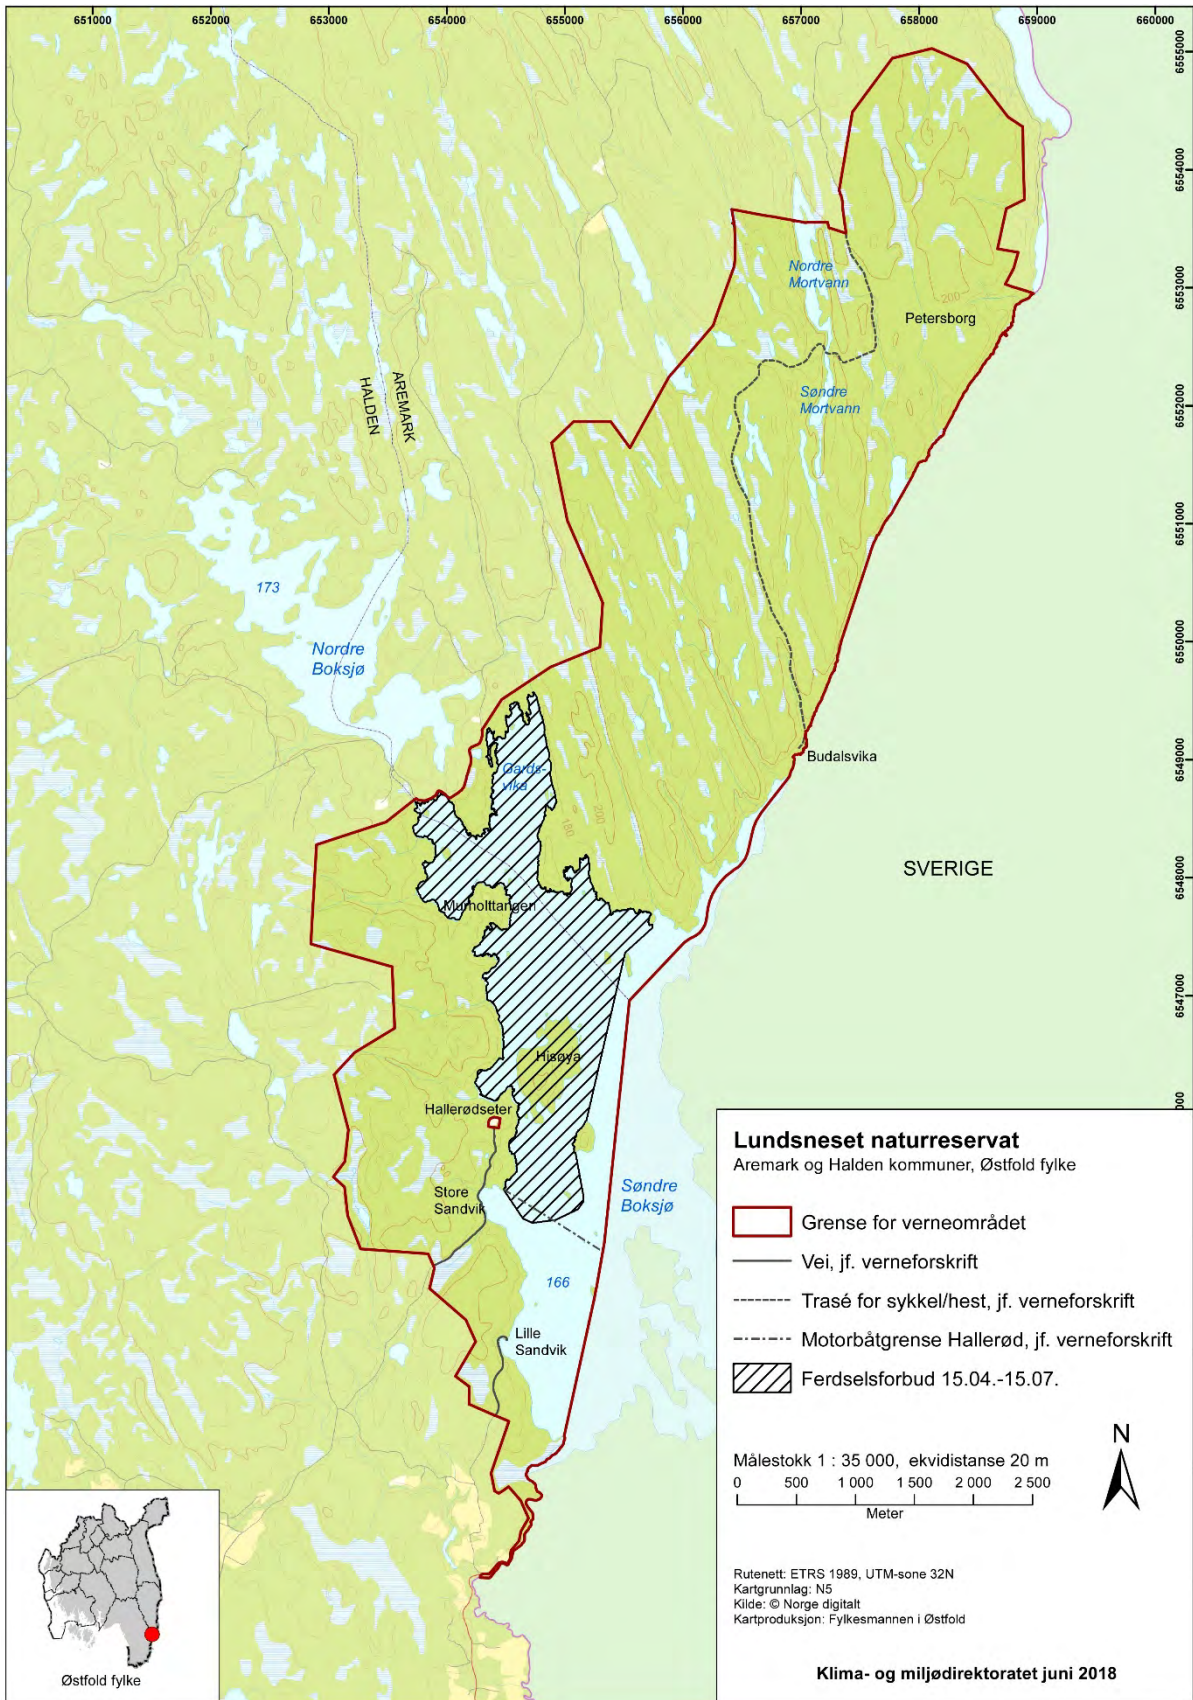 651000
652000
653000
654000
655000
656000
657000
658000
659000
660000
6555000
6554000
6553000
6552000
6551000
6550000
6549000
6548000
6547000
000
Nordre
Mortvann
200
Petersborg
Søndre
Mortvann
AREMARK
HALDEN
173
Nordre
Boksjø
Budalsvika
Gards-
vika
200
180
SVERIGE
Murholttangen
Hisøya
Hallerødseter
Store
Sandvik
Søndre
Boksjø
166
Lille
Sandvik
Lundsneset naturreservat
Aremark og Halden kommuner, Østfold fylke
Grense for verneområdet
Vei, jf. verneforskrift
Trasé for sykkel/hest, jf. verneforskrift
Motorbåtgrense Hallerød, jf. verneforskrift
Ferdselsforbud 15.04.-15.07.
N
Målestokk 1 : 35 000, ekvidistanse 20 m
0 500 1 000 1 500 2 000 2 500
Meter
Rutenett: ETRS 1989, UTM-sone 32N
Kartgrunnlag: N5
Kilde: © Norge digitalt
Kartproduksjon: Fylkesmannen i Østfold
Klima- og miljødirektoratet juni 2018
Østfold fylke